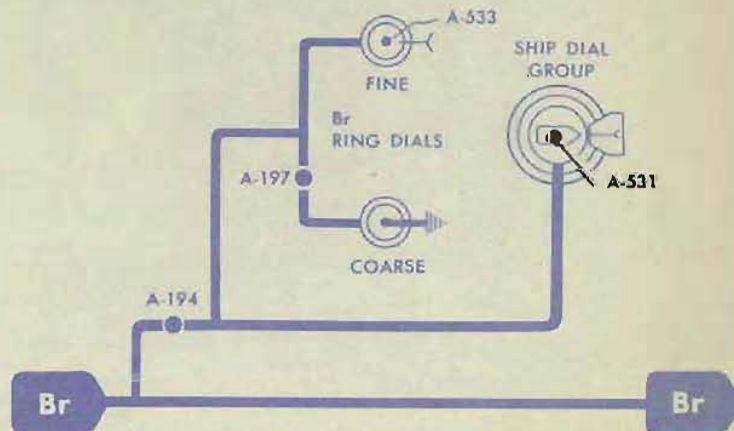 A-533
SHIP DIAL
GROUP
FINE
Br
RING DIALS
A-197
A-531
COARSE
A-194
Br
Br